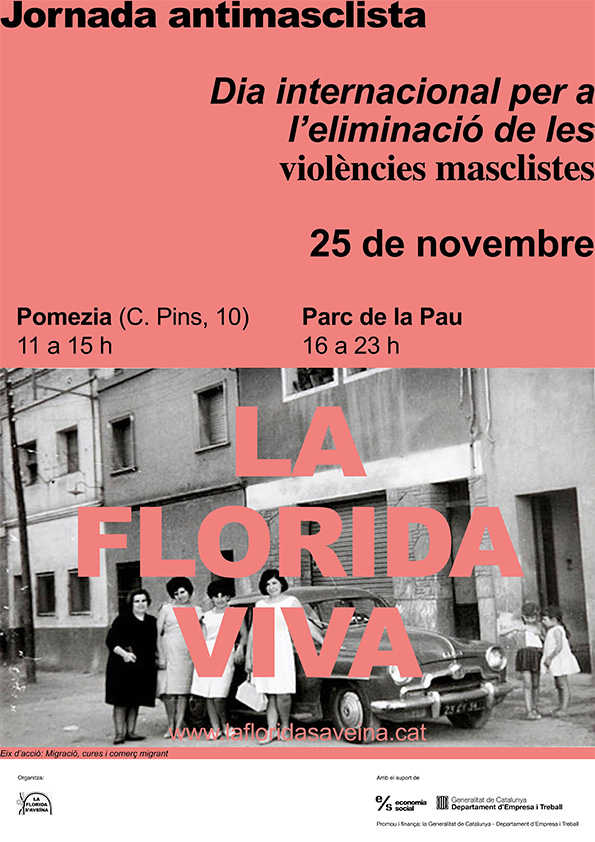 Jornada antimasclista
Dia internacional per a
l'eliminació de les
violències masclistes
25 de novembre
Pomezia (C. Pins, 10)
11 a 15 h
Parc de la Pau
16 a 23 h
LA
FLORIDA
VIVA
www.lafloridasaveina.cat
Eix d'acció: Migració, cures i comerç migrant
Organitza:
LA
FLORIDA
S'AVEÏNA
Amb el suport de
e/s economia
social
Generalitat de Catalunya
Departament d'Empresa i Treball
Promou i finança: la Generalitat de Catalunya - Departament d'Empresa i Treball